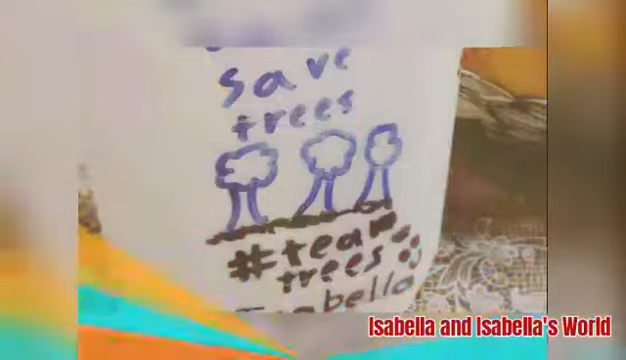 save
trees
#team
trees
Isabella
Isabella and Isabella's World